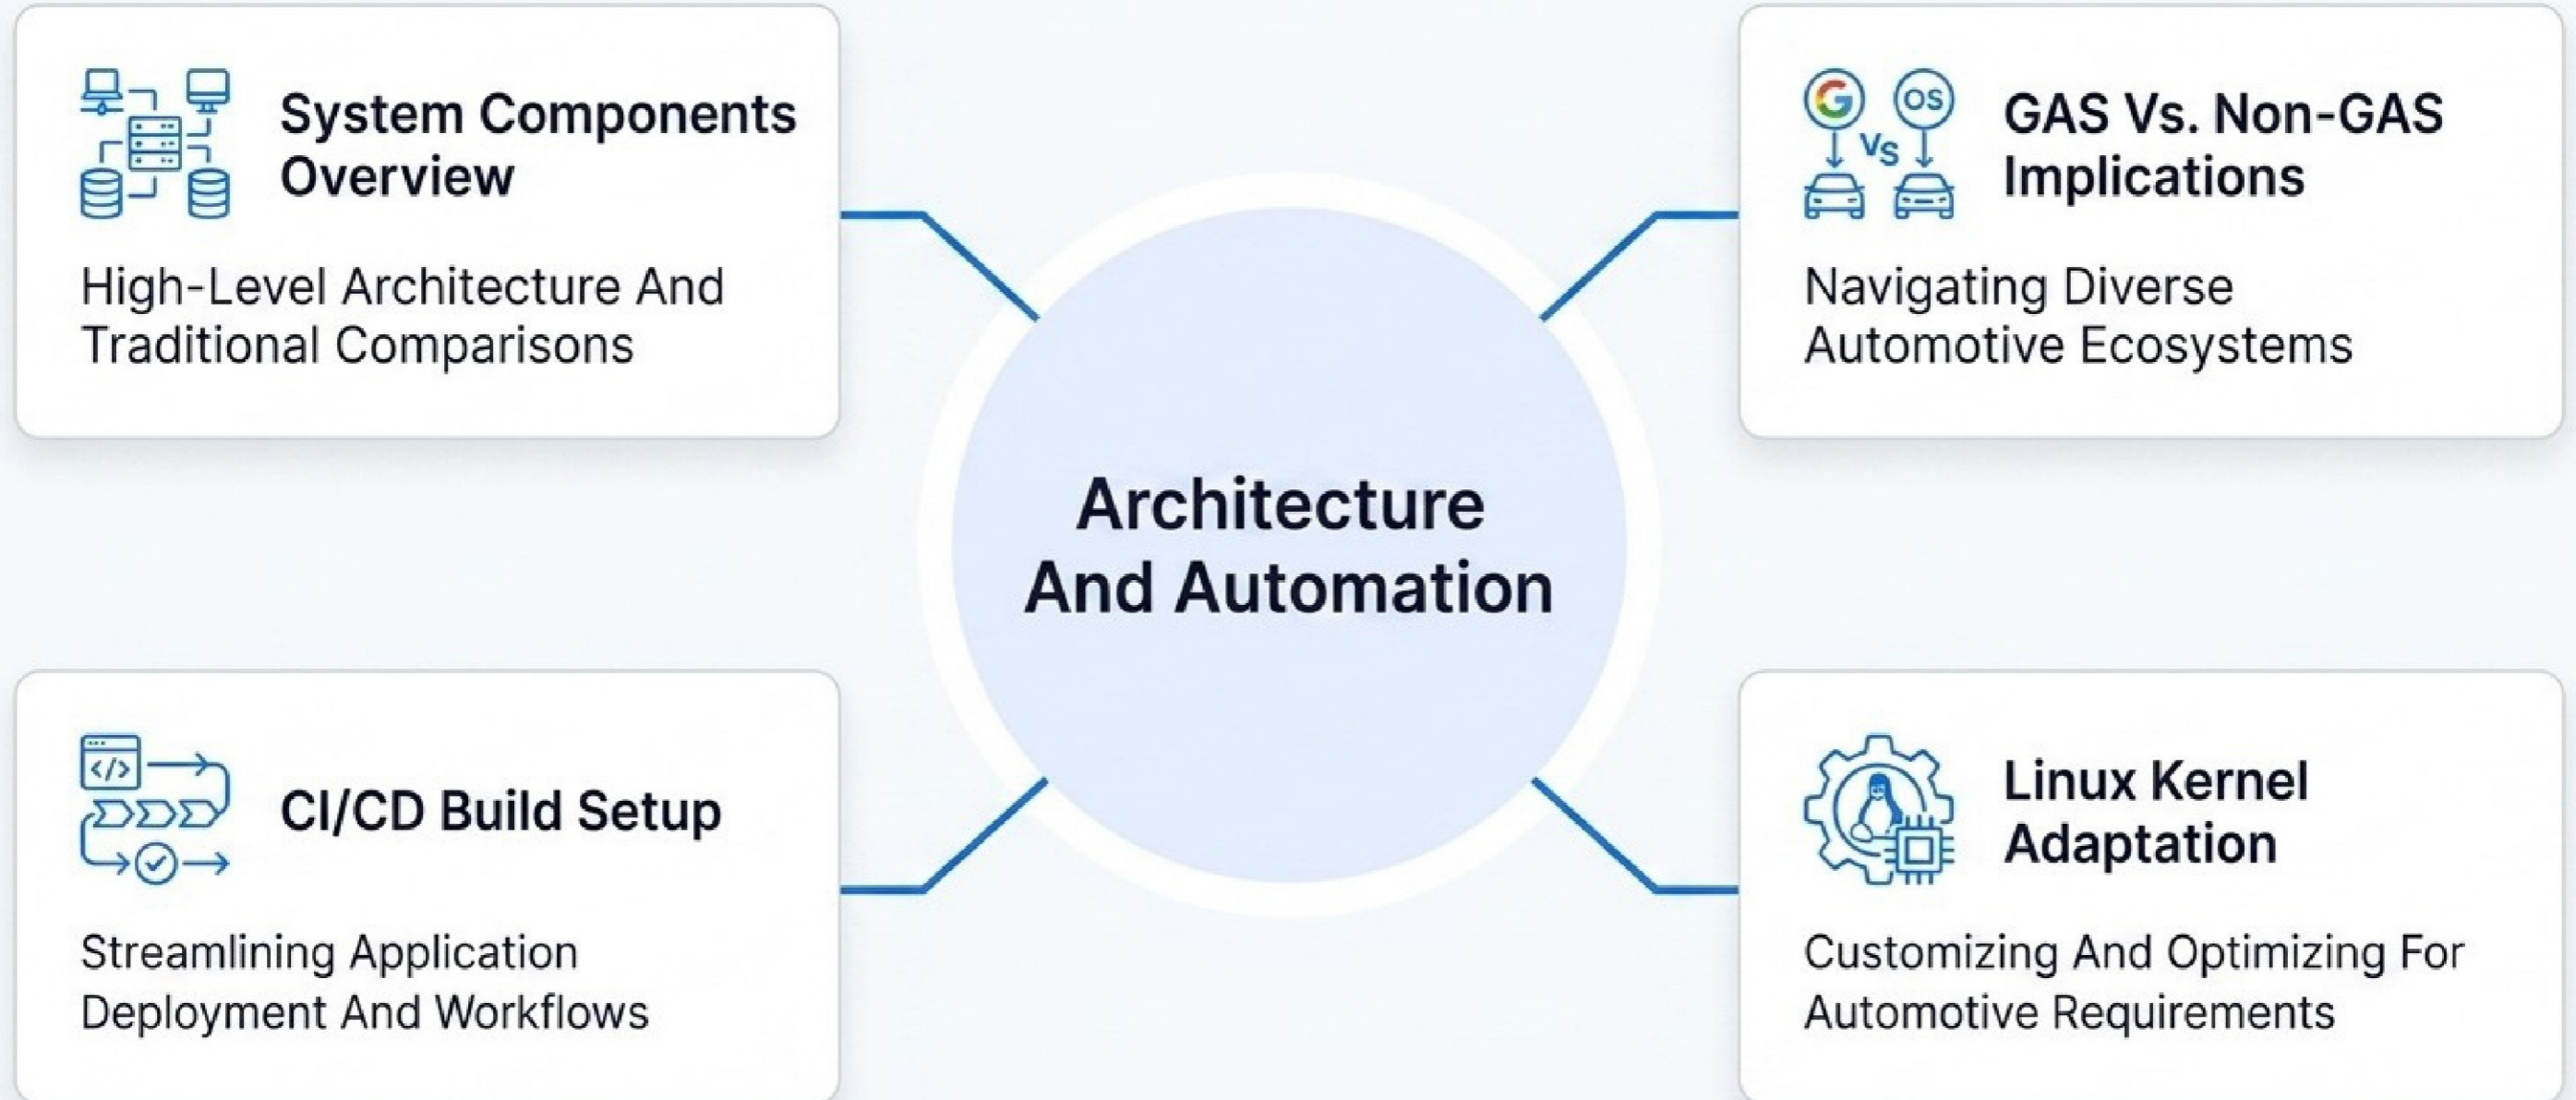 System Components
Overview
High-Level Architecture And
Traditional Comparisons
G
OS
Vs
GAS Vs. Non-GAS
Implications
Navigating Diverse
Automotive Ecosystems
Architecture
And Automation
</>
CI/CD Build Setup
Streamlining Application
Deployment And Workflows
Linux Kernel
Adaptation
Customizing And Optimizing For
Automotive Requirements